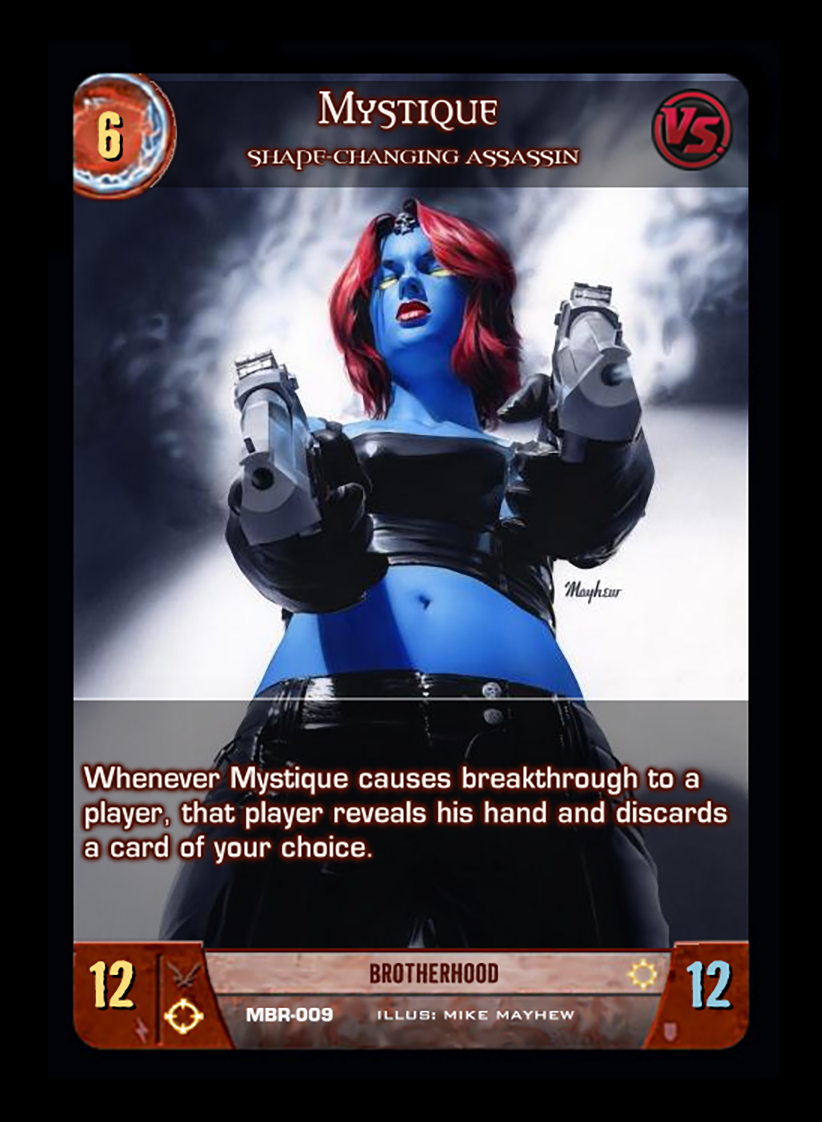 6
Mystique
VS.
Shape-Changing Assassin
Mayhew
Whenever Mystique causes breakthrough to a
player, that player reveals his hand and discards
a card of your choice.
12
Brotherhood
12
MBR-009 Illus: Mike Mayhew